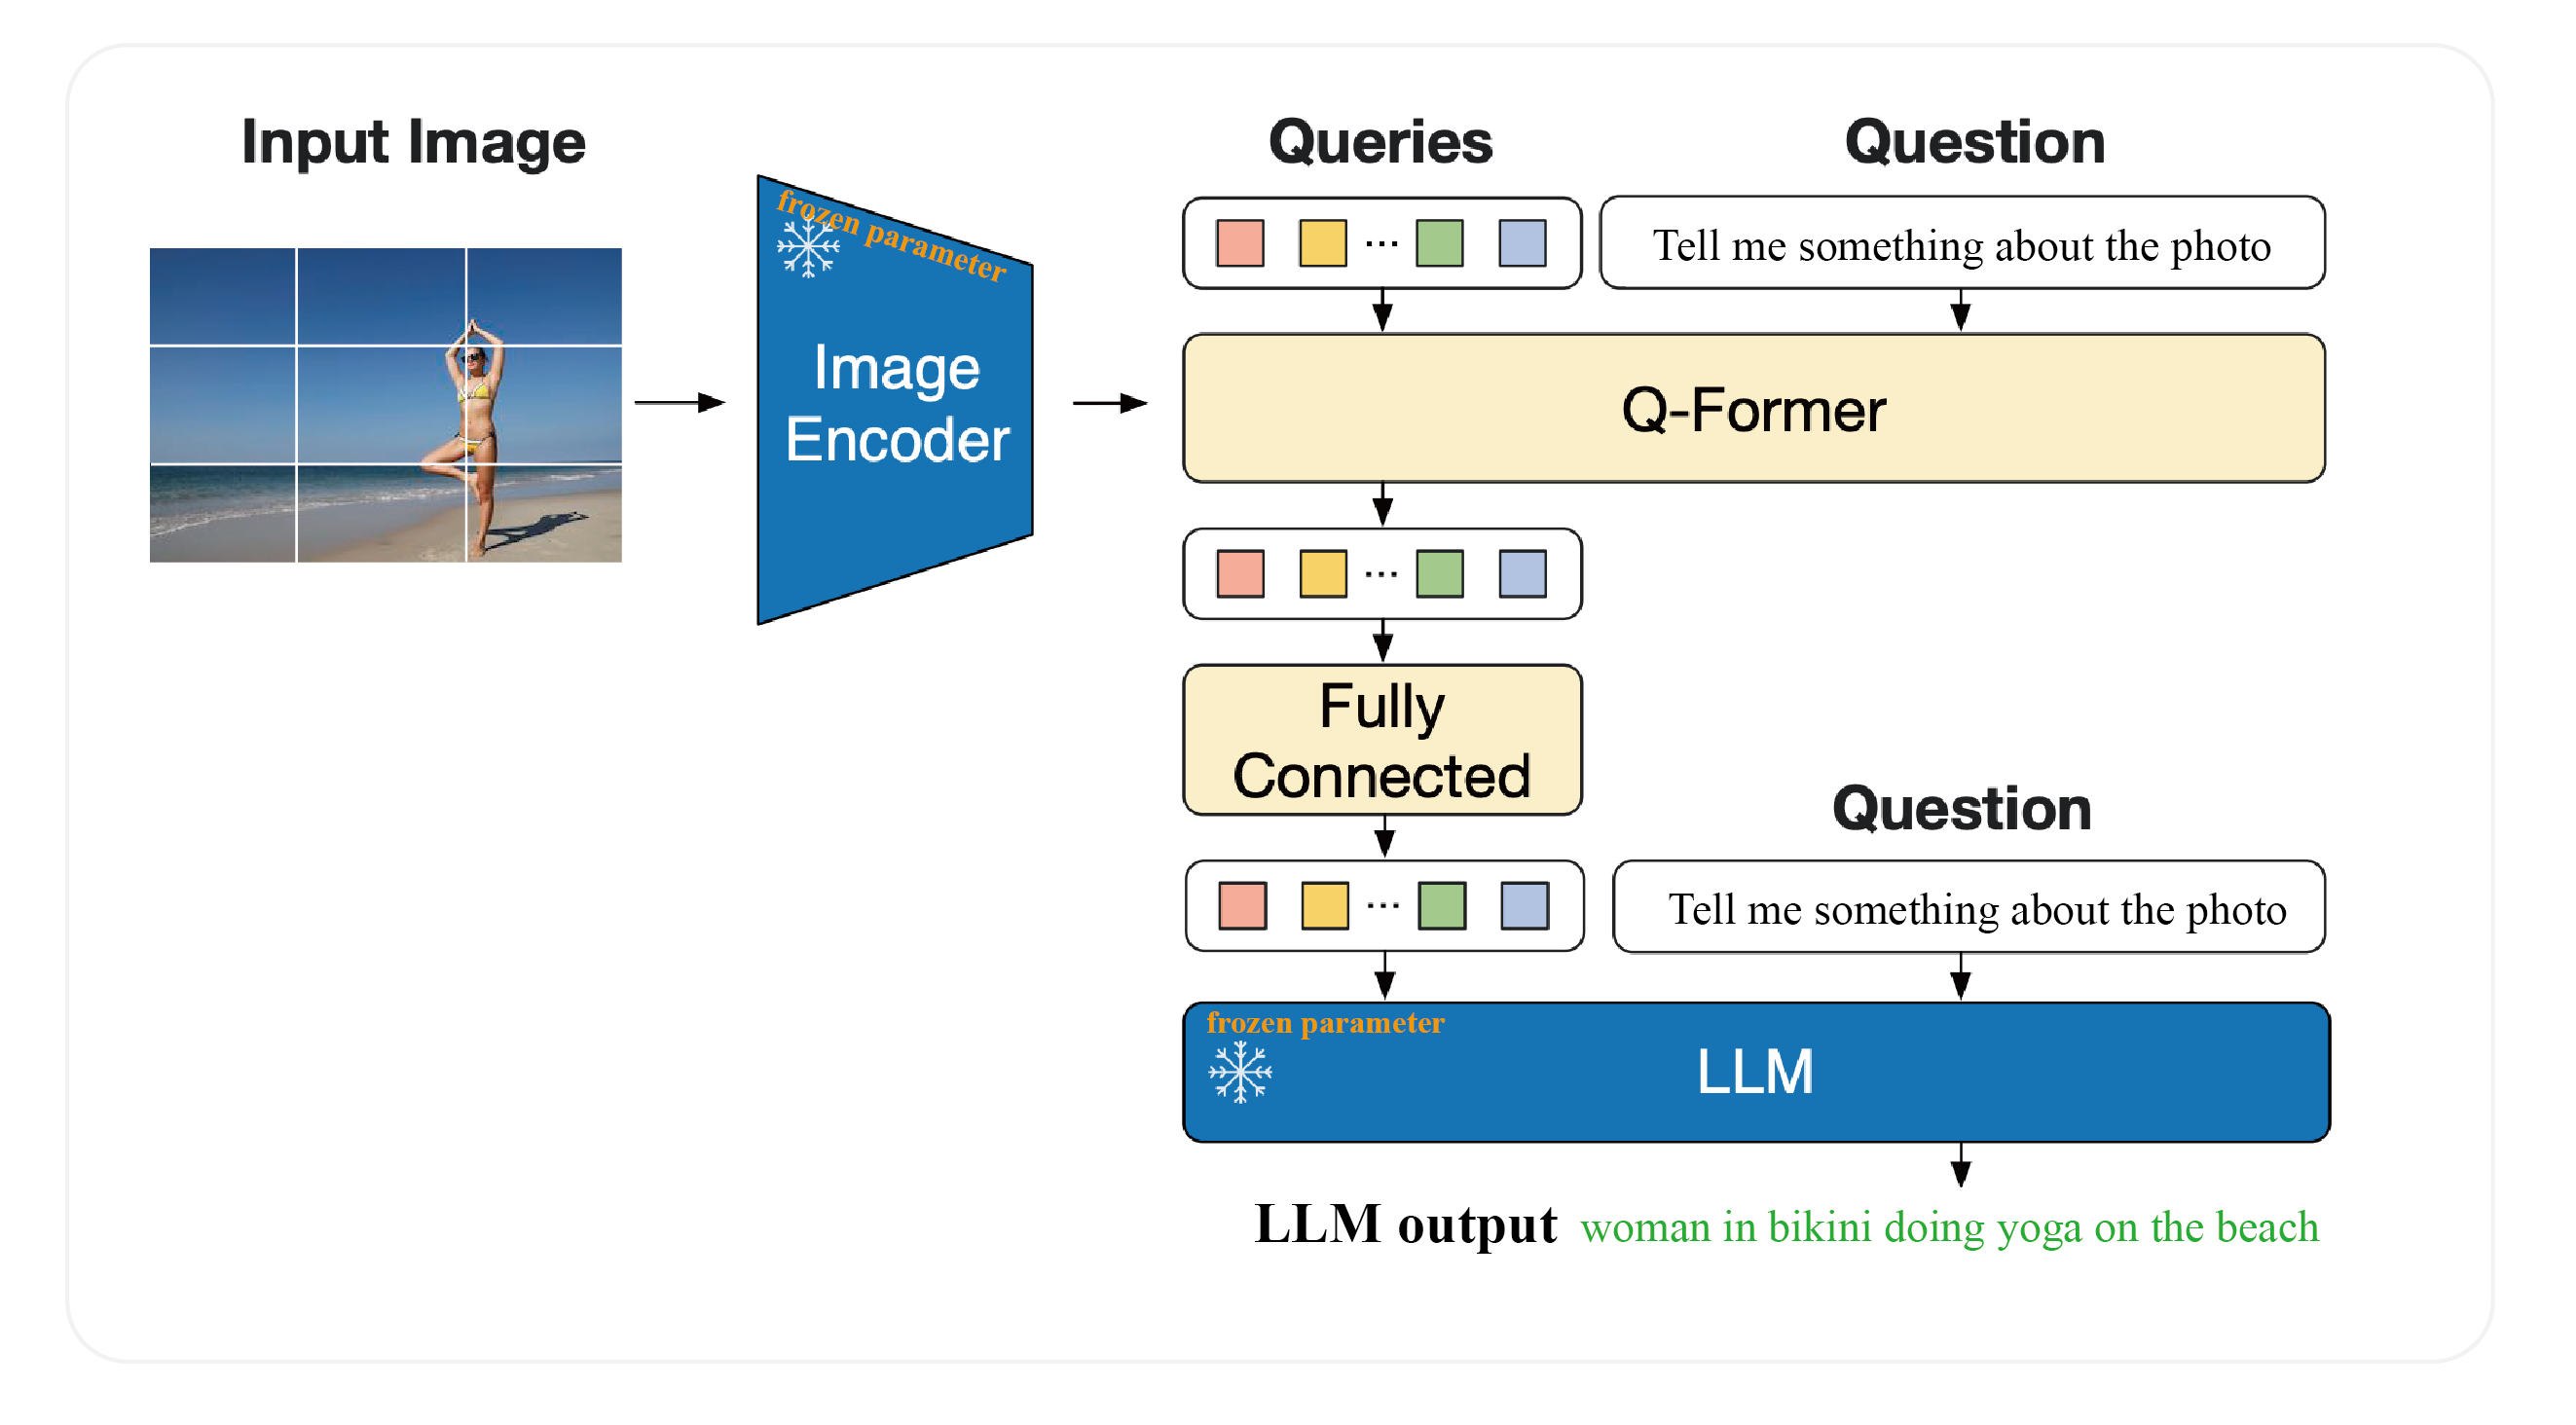 Input Image
Queries
Question
frozen parameter
Tell me something about the photo
Image
Encoder
...
Q-Former
...
Fully
Connected
Question
...
Tell me something about the photo
frozen parameter
LLM
LLM output woman in bikini doing yoga on the beach